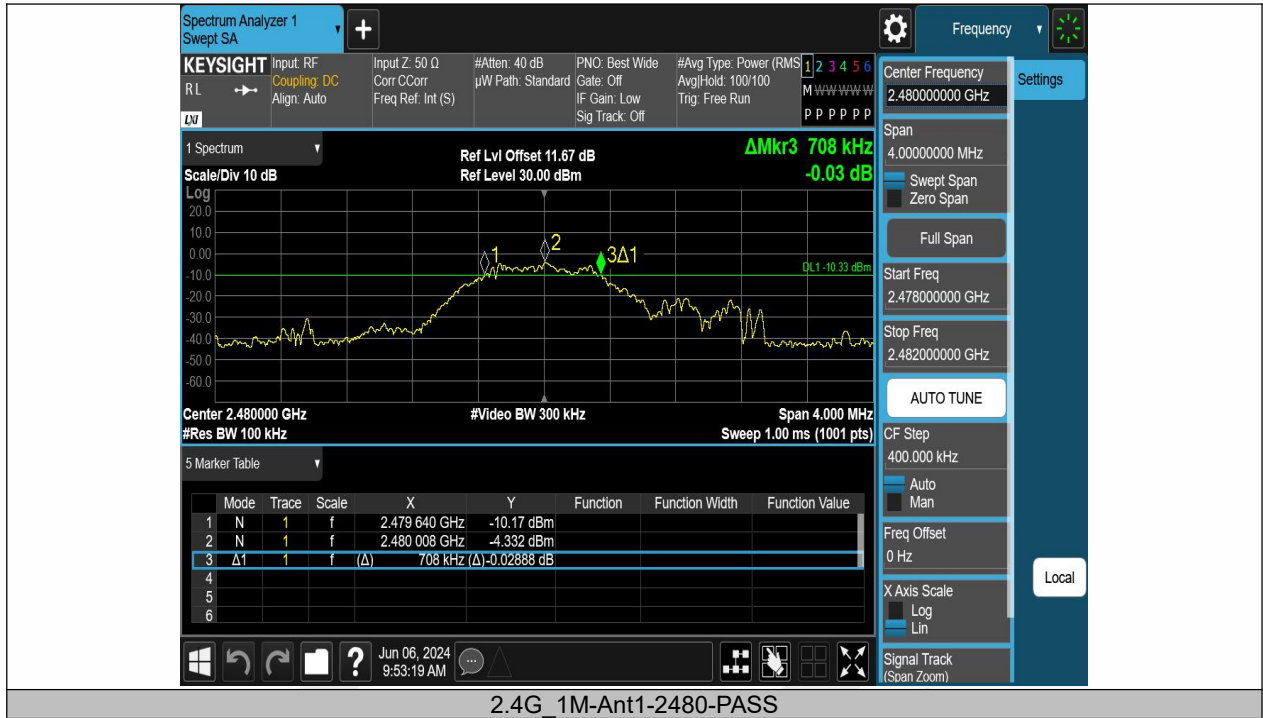 Spectrum Analyzer 1
Swept SA
+
Frequency
KEYSIGHT
RL
LXI
Input: RF
Coupling: DC
Align: Auto
Input Z: 50 Ω
Corr CCorr
Freq Ref: Int (S)
#Atten: 40 dB
µW Path: Standard
PNO: Best Wide
Gate: Off
IF Gain: Low
Sig Track: Off
#Avg Type: Power (RMS
Avg|Hold: 100/100
Trig: Free Run
1 2 3 4 5 6
M W W W W W
P P P P P P
1 Spectrum
Scale/Div 10 dB
Ref Lvl Offset 11.67 dB
Ref Level 30.00 dBm
ΔMkr3 708 kHz
-0.03 dB
Log
20.0
10.0
0.00
-10.0
-20.0
-30.0
-40.0
-50.0
-60.0
1
2
3Δ1
DL1 -10.33 dBm
Center 2.480000 GHz
#Video BW 300 kHz
Span 4.000 MHz
#Res BW 100 kHz
Sweep 1.00 ms (1001 pts)
5 Marker Table
Mode Trace Scale X Y Function Function Width Function Value
1 N 1 f 2.479 640 GHz -10.17 dBm
2 N 1 f 2.480 008 GHz -4.332 dBm
3 Δ1 1 f (Δ) 708 kHz (Δ) -0.02888 dB
4
5
6
Jun 06, 2024
9:53:19 AM
?
Center Frequency
2.480000000 GHz
Settings
Span
4.00000000 MHz
Swept Span
Zero Span
Full Span
Start Freq
2.478000000 GHz
Stop Freq
2.482000000 GHz
AUTO TUNE
CF Step
400.000 kHz
Auto
Man
Freq Offset
0 Hz
Local
X Axis Scale
Log
Lin
Signal Track
(Span Zoom)
2.4G_1M-Ant1-2480-PASS